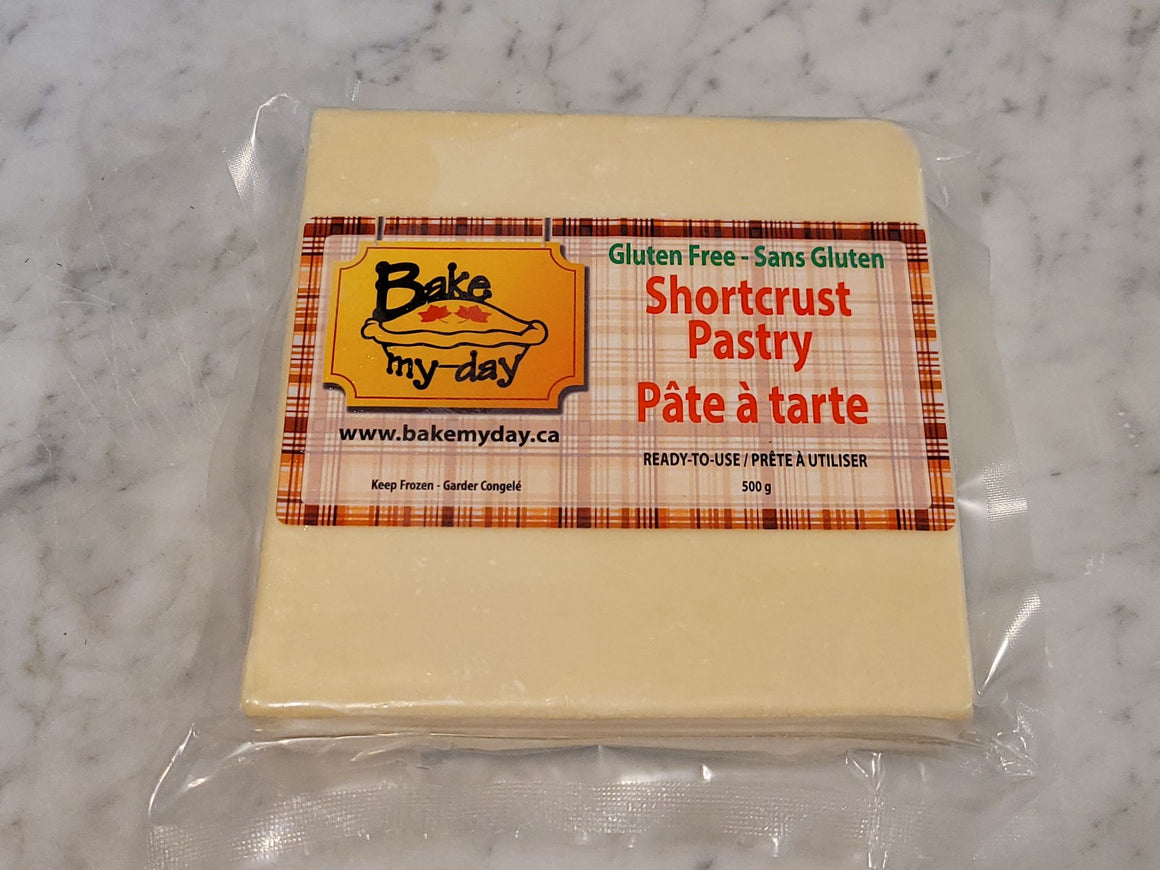 Bake
my-day
www.bakemyday.ca
Keep Frozen - Garder Congelé
Gluten Free - Sans Gluten
Shortcrust
Pastry
Pâte à tarte
READY-TO-USE / PRÊTE À UTILISER
500 g